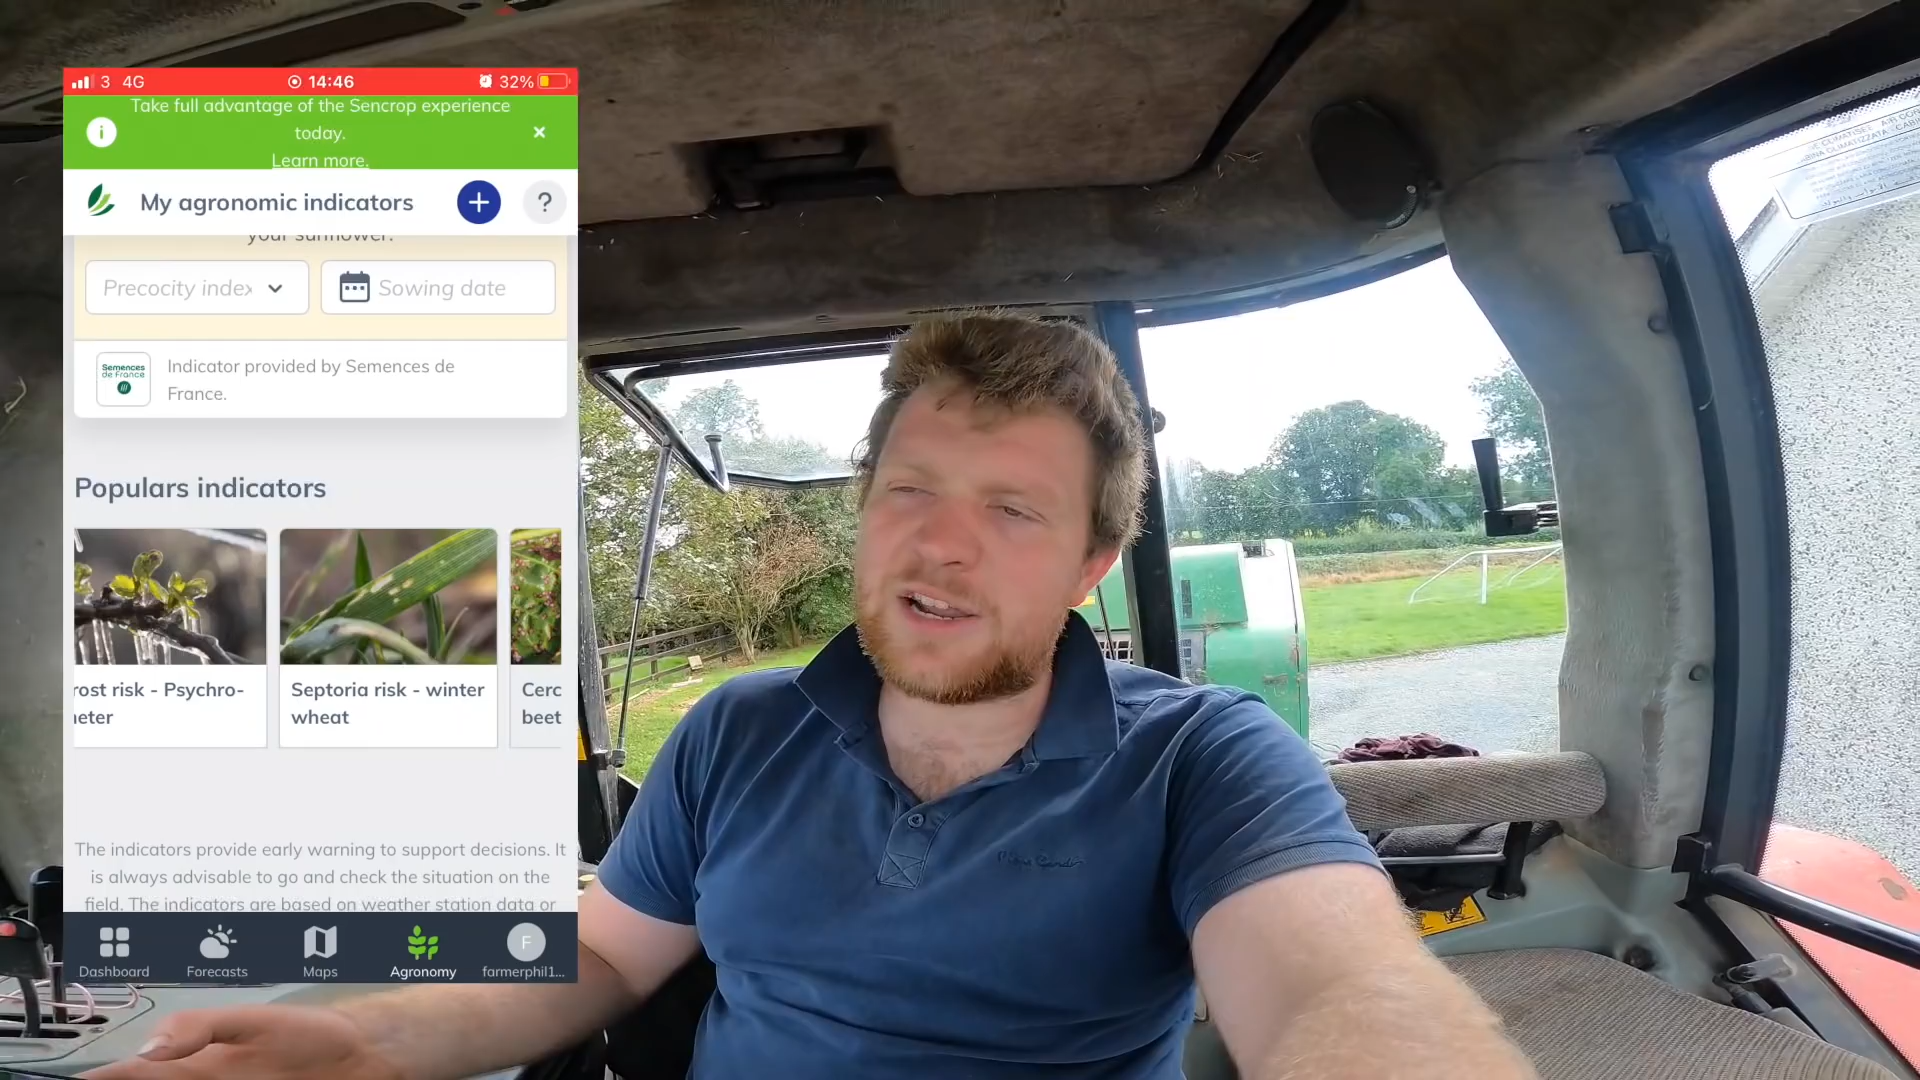 3 4G 14:46 32%
Take full advantage of the Sencrop experience
today.
Learn more.
My agronomic indicators
?
your sunflower.
Precocity index
Sowing date
Semences
de France
Indicator provided by Semences de
France.
Populars indicators
rost risk - Psychro-
eter
Septoria risk - winter
wheat
Cerc
beet
The indicators provide early warning to support decisions. It
is always advisable to go and check the situation on the
field. The indicators are based on weather station data or
Dashboard
Forecasts
Maps
Agronomy
F
farmerphil1...